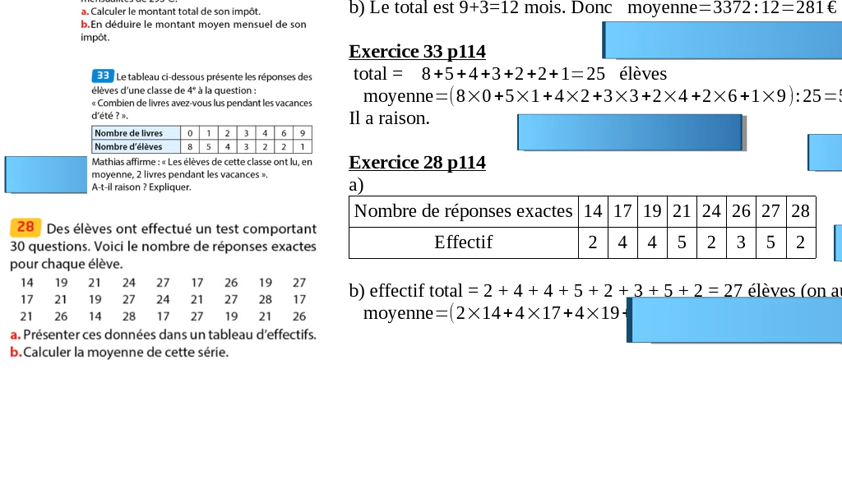 a. Calculer le montant total de son impôt.
b.En déduire le montant moyen mensuel de son
impôt.
33 Le tableau ci-dessous présente les réponses des
élèves d'une classe de 4e à la question :
« Combien de livres avez-vous lus pendant les vacances
d'été ? ».
Nombre de livres 0 1 2 3 4 6 9
Nombre d'élèves 8 5 4 3 2 2 1
Mathias affirme : « Les élèves de cette classe ont lu, en
moyenne, 2 livres pendant les vacances ».
A-t-il raison ? Expliquer.
28 Des élèves ont effectué un test comportant
30 questions. Voici le nombre de réponses exactes
pour chaque élève.
14 19 21 24 27 17 26 19 27
17 21 19 27 24 21 27 28 17
21 26 14 28 17 27 19 21 26
a. Présenter ces données dans un tableau d'effectifs.
b.Calculer la moyenne de cette série.
b) Le total est 9+3=12 mois. Donc moyenne=3372:12=281€
Exercice 33 p114
total = 8+5+4+3+2+2+1=25 élèves
moyenne=(8×0+5×1+4×2+3×3+2×4+2×6+1×9):25=
Il a raison.
Exercice 28 p114
a)
Nombre de réponses exactes 14 17 19 21 24 26 27 28
Effectif 2 4 4 5 2 3 5 2
b) effectif total = 2 + 4 + 4 + 5 + 2 + 3 + 5 + 2 = 27 élèves (on
moyenne=(2×14+4×17+4×19